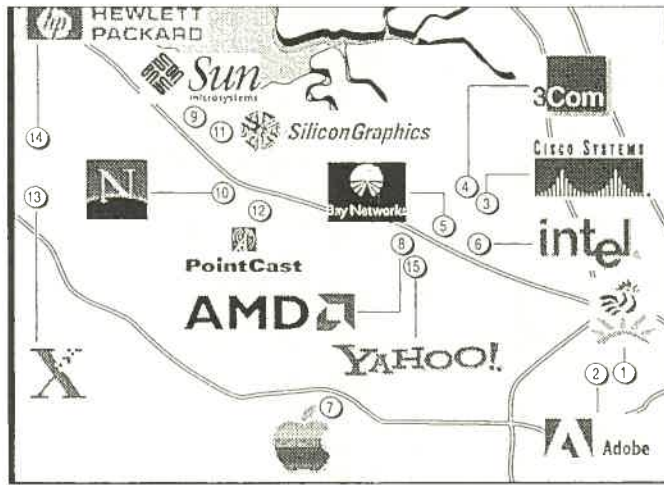 hp HEWLETT
PACKARD
Sun
microsystems
9
11
SiliconGraphics
3Com
14
4
CISCO SYSTEMS
3
13
N
10
12
Bay Networks
5
6
intel
PointCast
8
15
AMD
YAHOO!
X
2
1
7
Adobe